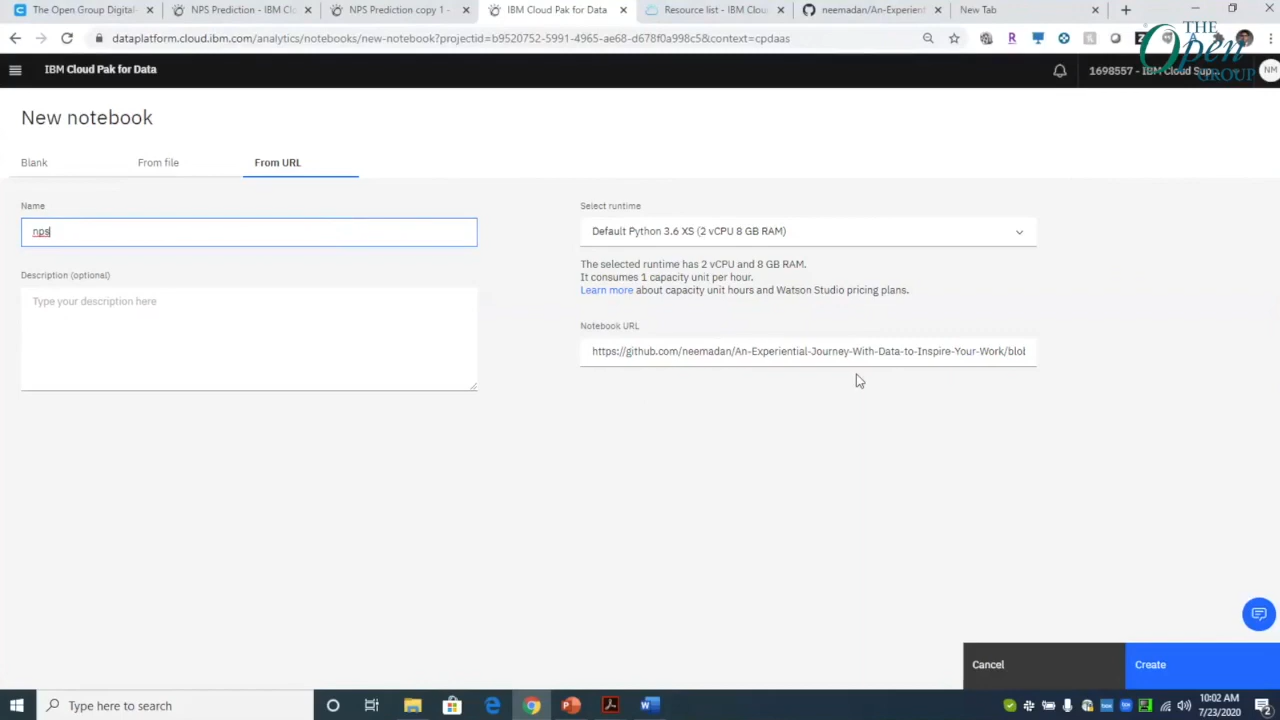 The Open Group Digital-
NPS Prediction - IBM Cl
NPS Prediction copy 1 -
IBM Cloud Pak for Data
Resource list - IBM Clou
neemadan/An-Experient
New Tab
dataplatform.cloud.ibm.com/analytics/notebooks/new-notebook?projectid=b9520752-5991-4965-ae68-d678f0a998c5&context=cpdaas
THE
Open
GROUP
IBM Cloud Pak for Data
1698557 - IBM Cloud Sup...
NM
New notebook
Blank
From file
From URL
Name
Select runtime
nps
Default Python 3.6 XS (2 vCPU 8 GB RAM)
The selected runtime has 2 vCPU and 8 GB RAM.
It consumes 1 capacity unit per hour.
Learn more about capacity unit hours and Watson Studio pricing plans.
Description (optional)
Type your description here
Notebook URL
https://github.com/neemadan/An-Experiential-Journey-With-Data-to-Inspire-Your-Work/blob
Cancel
Create
Type here to search
10:02 AM
7/23/2020
2